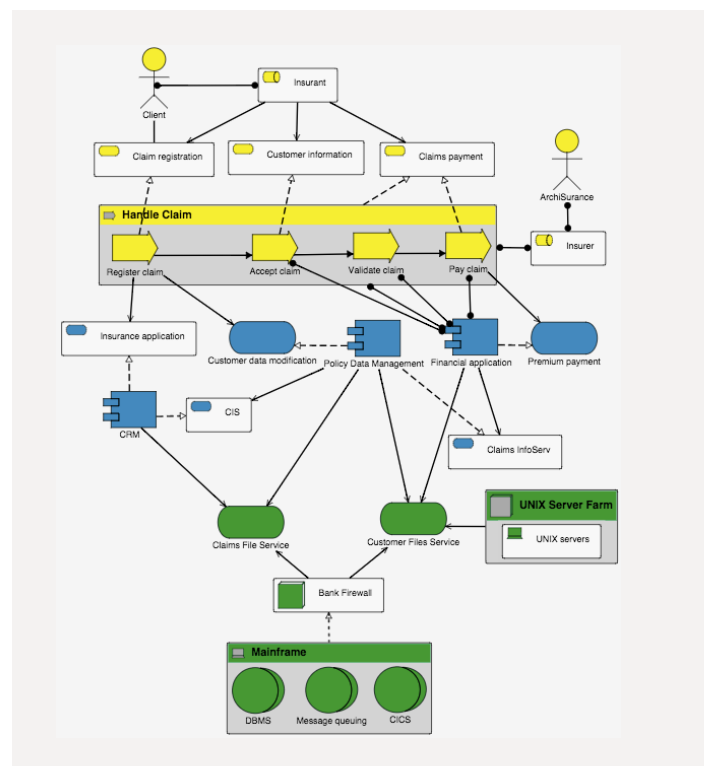 Insurant
Client
Claim registration
Customer information
Claims payment
ArchiSurance
Handle Claim
Insurer
Register claim
Accept claim
Validate claim
Pay claim
Insurance application
Customer data modification
Policy Data Management
Financial application
Premium payment
CIS
CRM
Claims InfoServ
UNIX Server Farm
Claims File Service
Customer Files Service
UNIX servers
Bank Firewall
Mainframe
DBMS
Message queuing
CICS